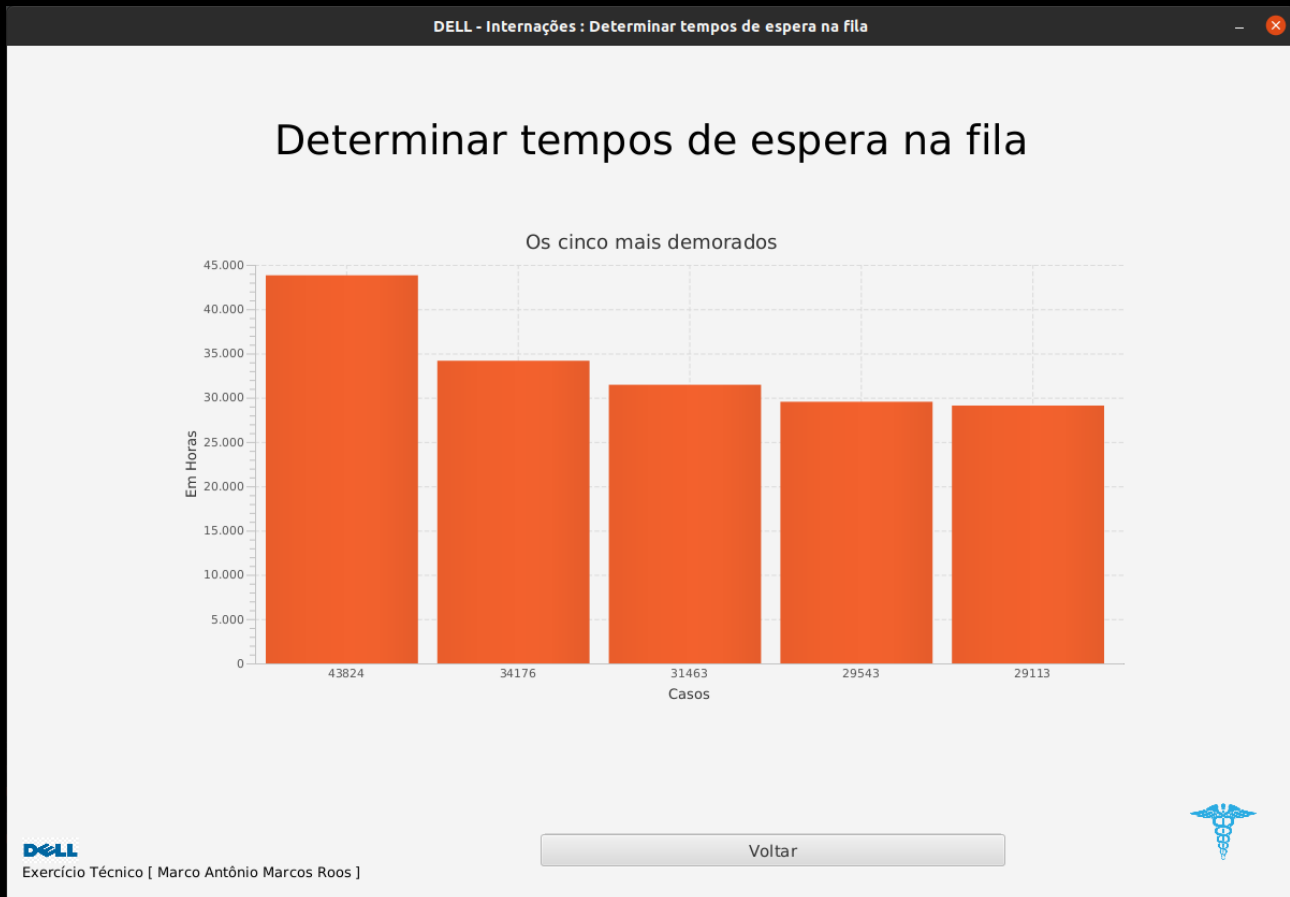 DELL - Internações : Determinar tempos de espera na fila
Determinar tempos de espera na fila
Os cinco mais demorados
45.000
40.000
35.000
30.000
25.000
20.000
15.000
10.000
5.000
0
Em Horas
43824 34176 31463 29543 29113
Casos
DELL
Exercício Técnico [ Marco Antônio Marcos Roos ]
Voltar